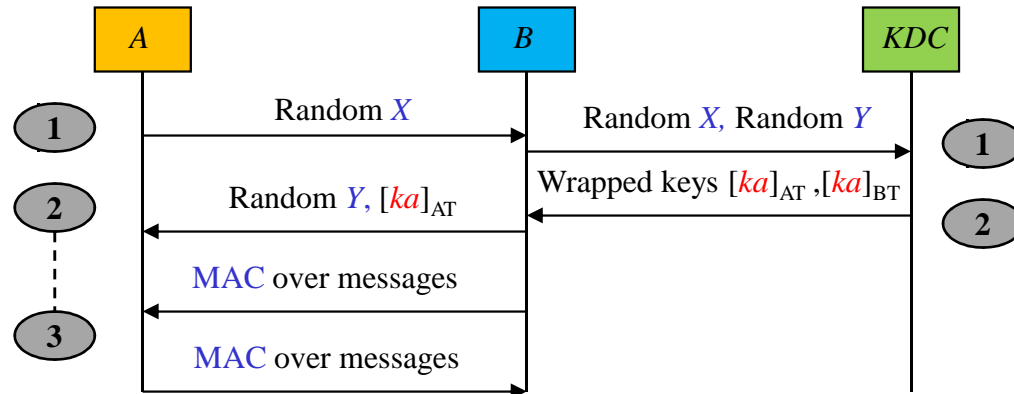 A
B
KDC
1
Random X
Random X, Random Y
1
Wrapped keys [ka]AT ,[ka]BT
2
Random Y, [ka]AT
2
MAC over messages
3
MAC over messages